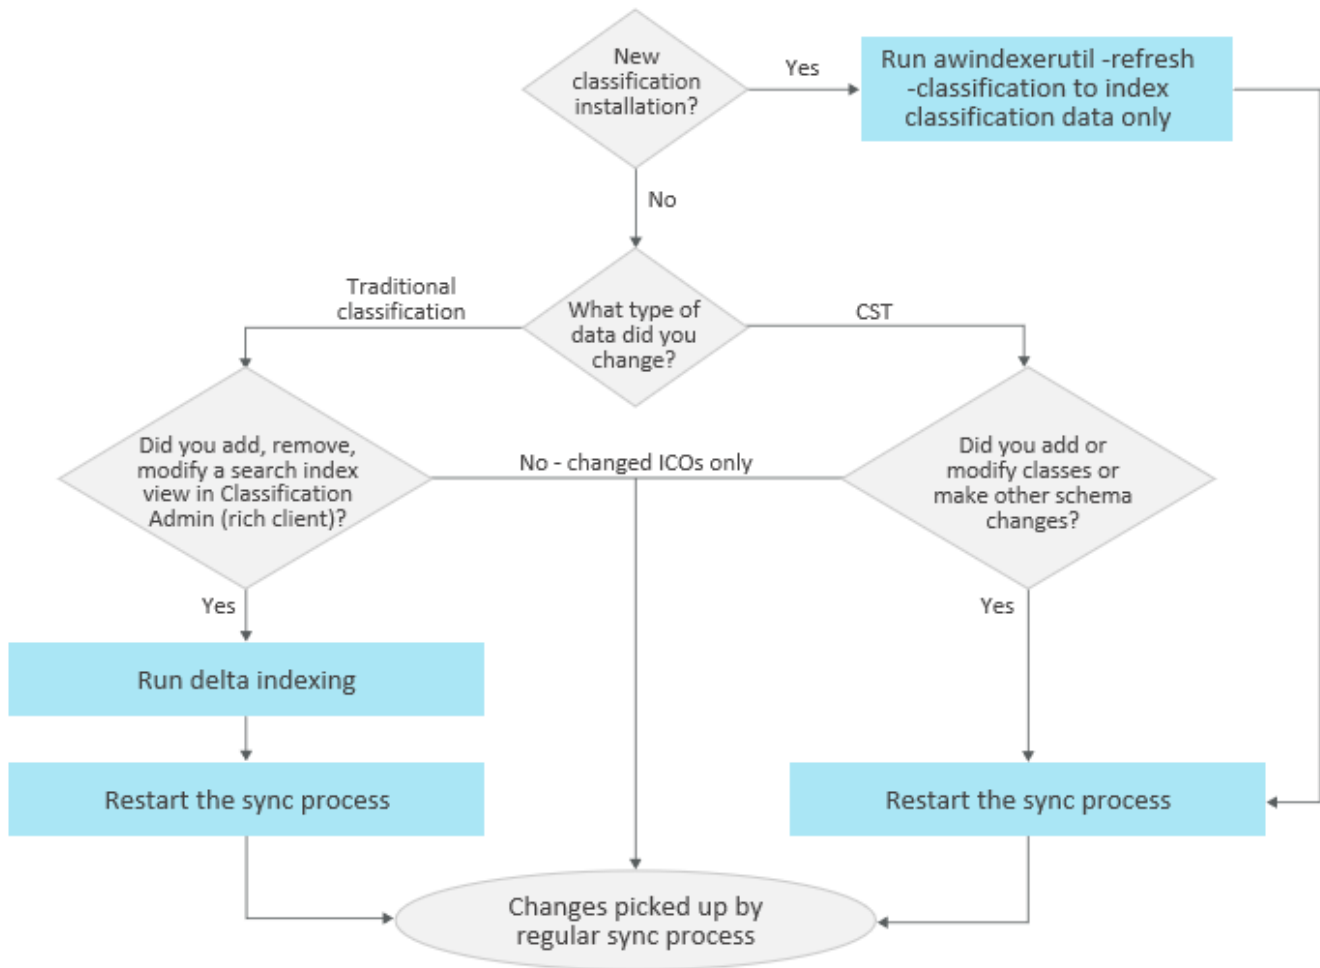 New
classification
installation?
Yes
Run awindexerutil -refresh
-classification to index
classification data only
No
Traditional
classification
What type of
data did you
change?
CST
Did you add, remove,
modify a search index
view in Classification
Admin (rich client)?
No - changed ICOs only
Did you add or
modify classes or
make other schema
changes?
Yes
Yes
Run delta indexing
Restart the sync process
Restart the sync process
Changes picked up by
regular sync process